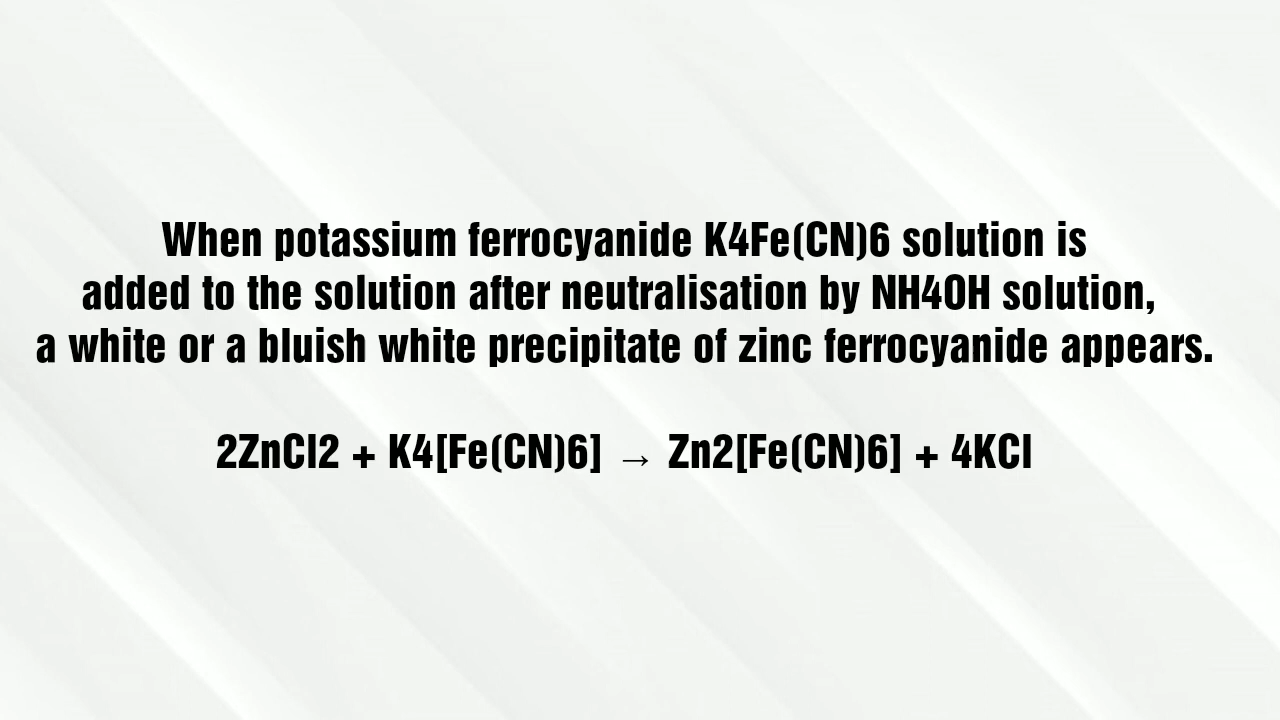 When potassium ferrocyanide K4Fe(CN)6 solution is
added to the solution after neutralisation by NH4OH solution,
a white or a bluish white precipitate of zinc ferrocyanide appears.
2ZnCl2 + K4[Fe(CN)6] → Zn2[Fe(CN)6] + 4KCl